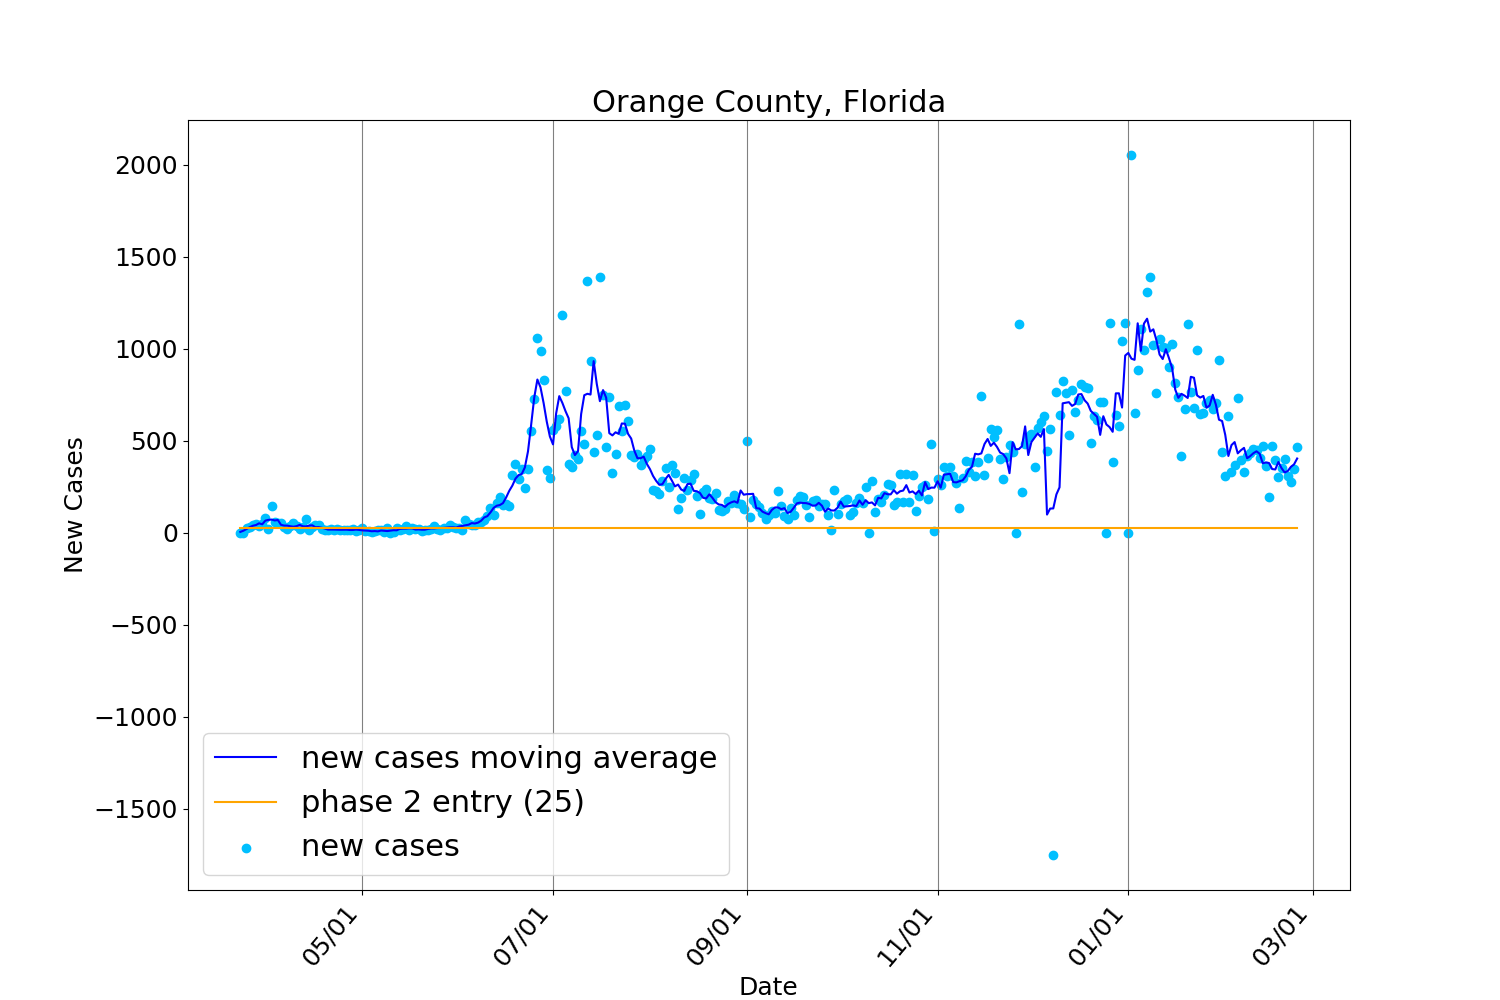 Orange County, Florida
2000
1500
1000
500
0
−500
−1000
−1500
New Cases
new cases moving average
phase 2 entry (25)
new cases
05/01
07/01
09/01
11/01
01/01
03/01
Date